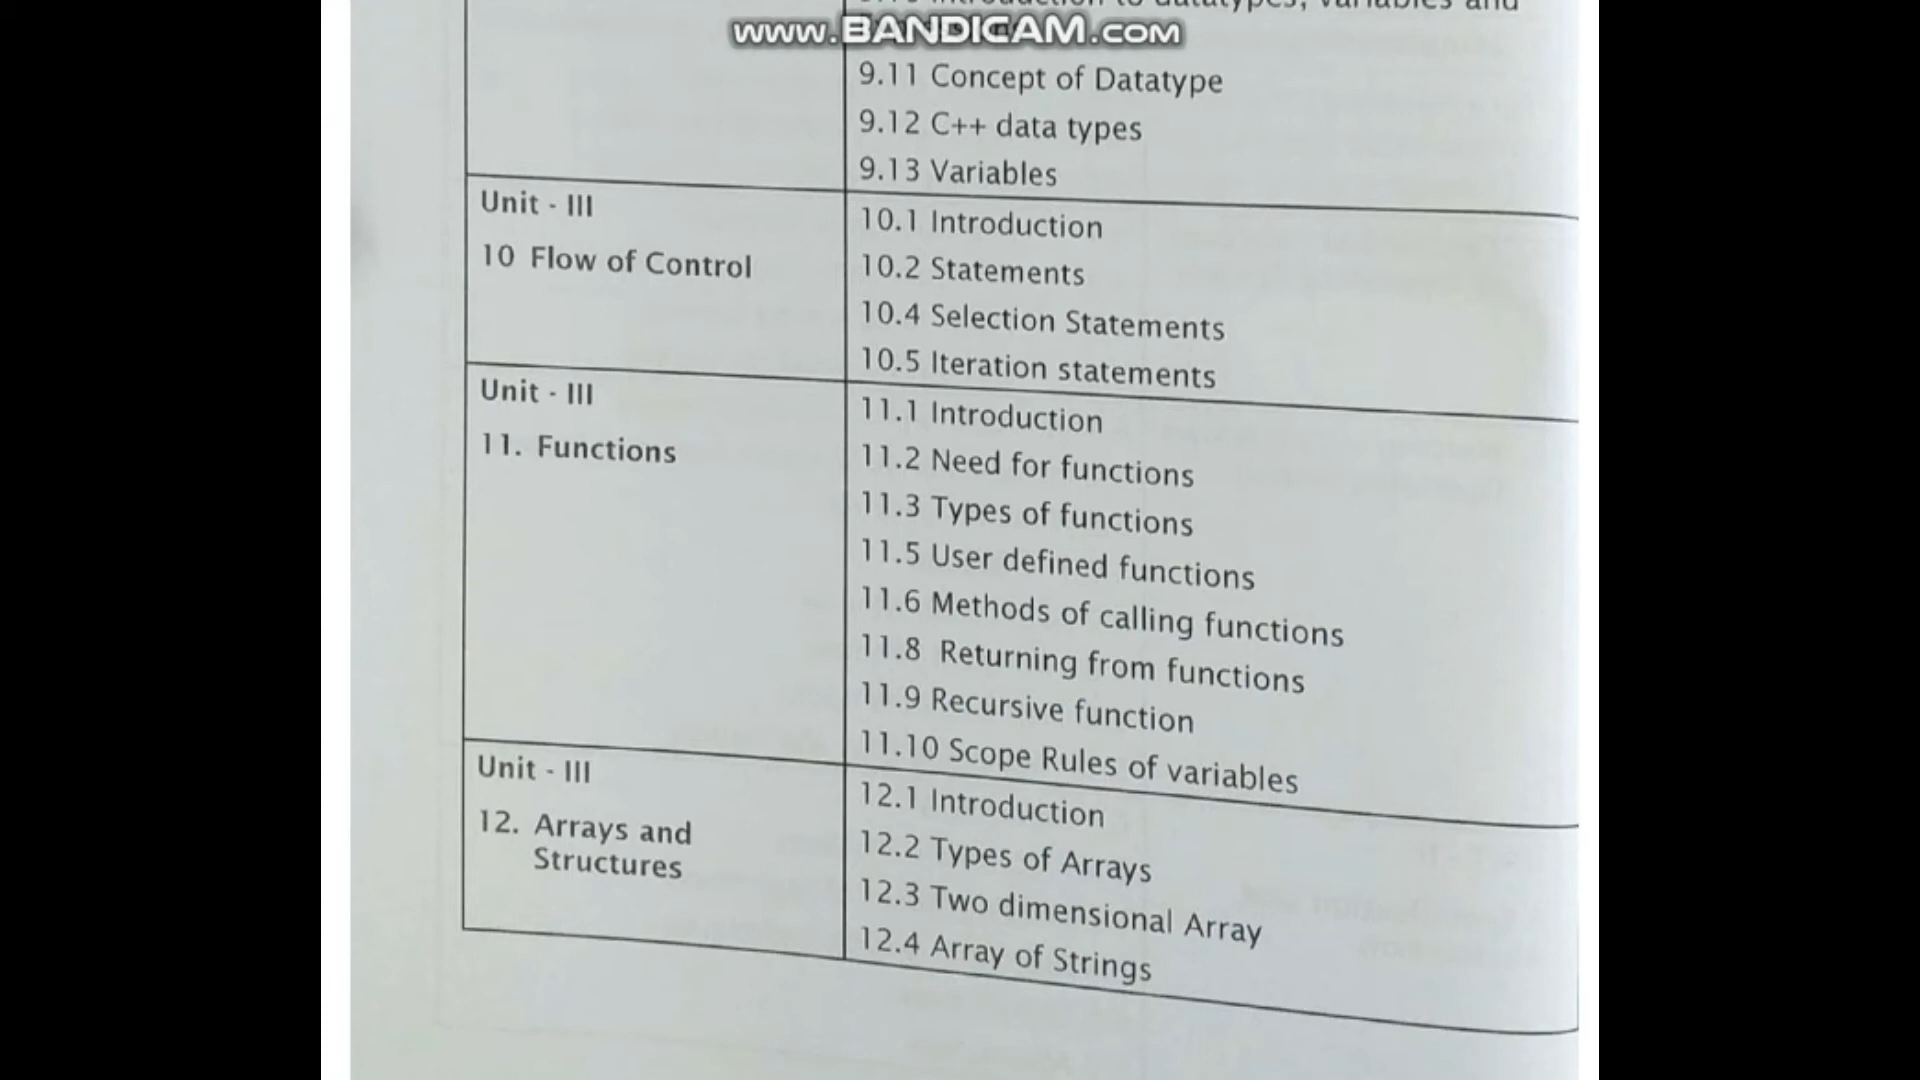 www.BANDICAM.com
to datatypes, variables and
9.11 Concept of Datatype
9.12 C++ data types
9.13 Variables
Unit - III
10 Flow of Control
10.1 Introduction
10.2 Statements
10.4 Selection Statements
10.5 Iteration statements
Unit - III
11. Functions
11.1 Introduction
11.2 Need for functions
11.3 Types of functions
11.5 User defined functions
11.6 Methods of calling functions
11.8 Returning from functions
11.9 Recursive function
11.10 Scope Rules of variables
Unit - III
12. Arrays and
Structures
12.1 Introduction
12.2 Types of Arrays
12.3 Two dimensional Array
12.4 Array of Strings